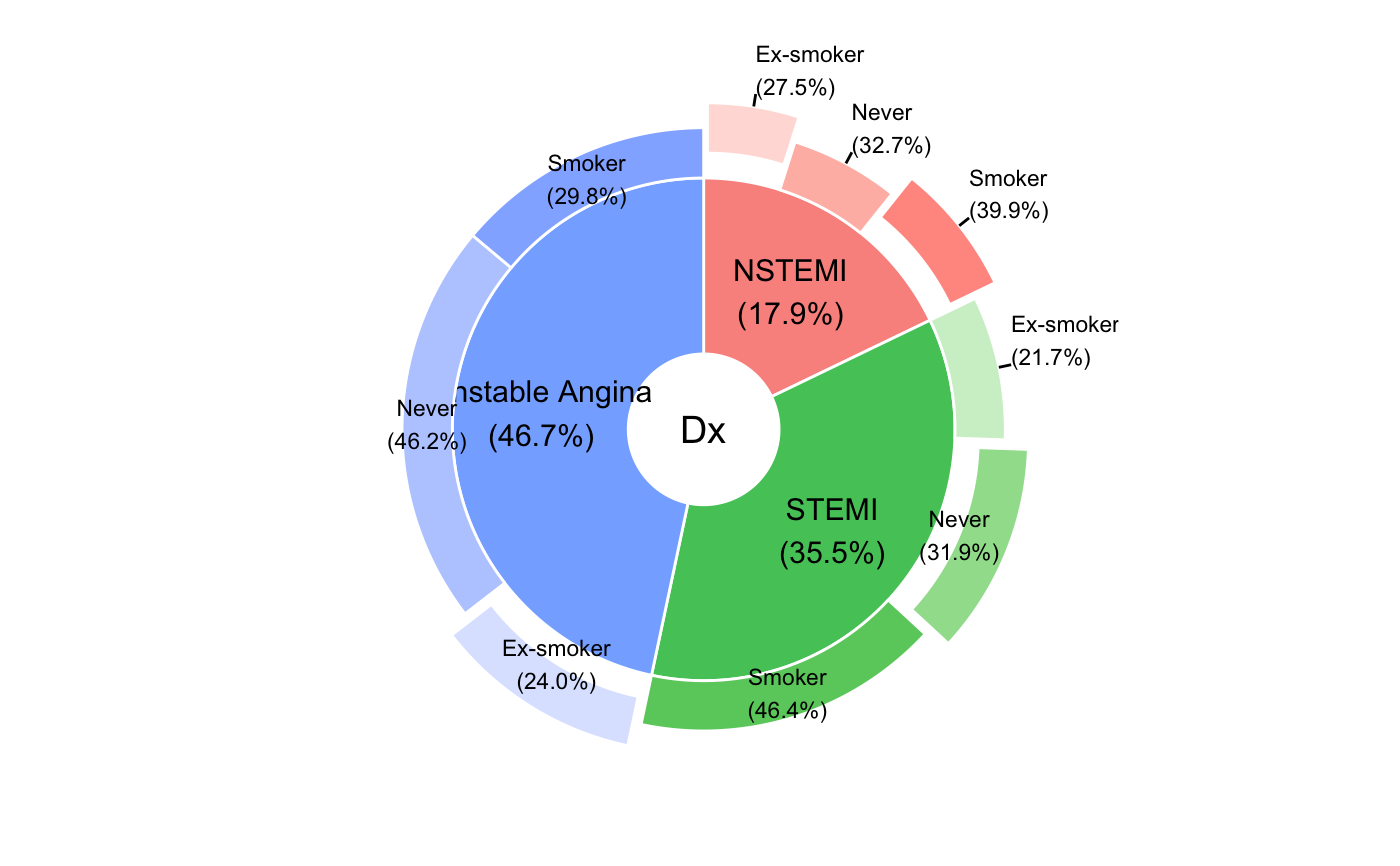 Ex-smoker
(27.5%)
Never
(32.7%)
Smoker
(39.9%)
Smoker
(29.8%)
NSTEMI
(17.9%)
Ex-smoker
(21.7%)
nstable Angina
(46.7%)
Never
(46.2%)
Dx
STEMI
(35.5%)
Never
(31.9%)
Ex-smoker
(24.0%)
Smoker
(46.4%)